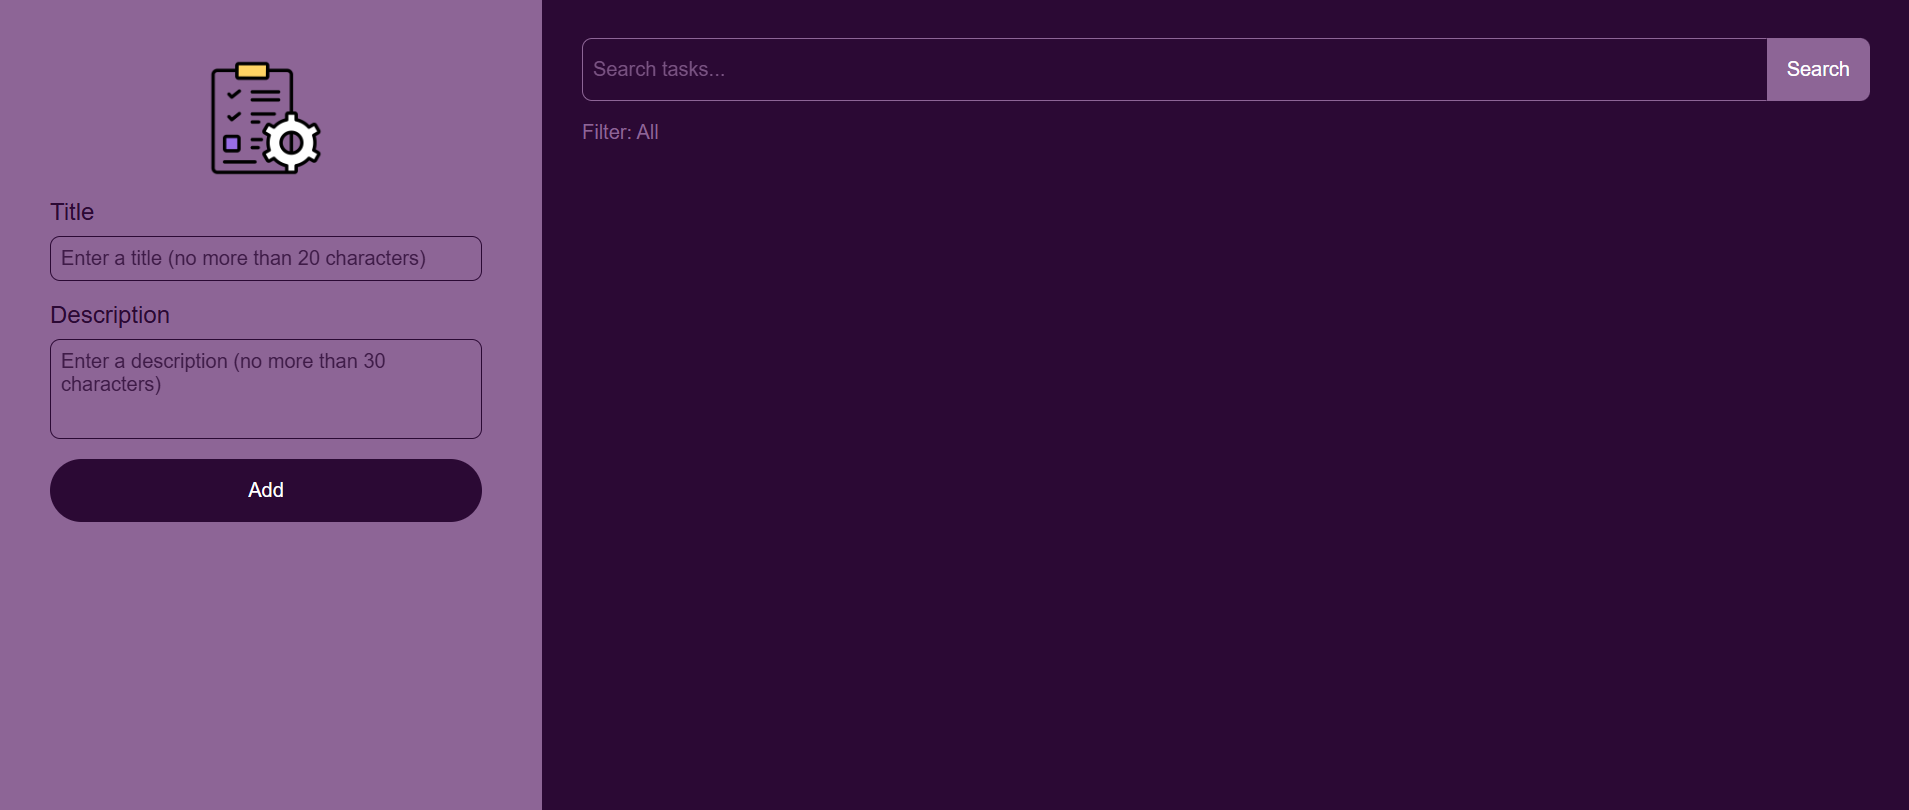 Title
Enter a title (no more than 20 characters)
Description
Enter a description (no more than 30
characters)
Add
Search tasks...
Search
Filter: All